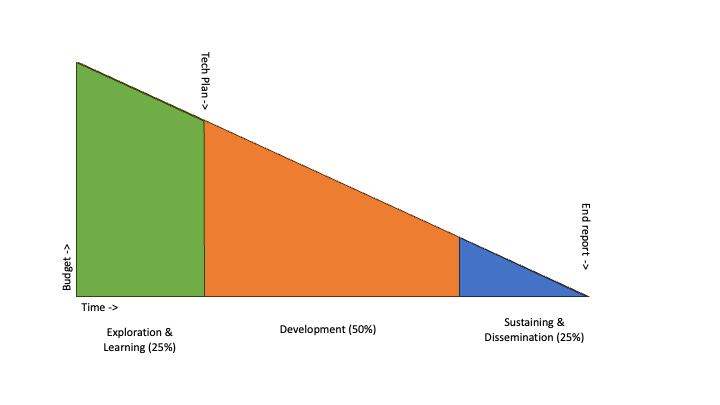 Tech Plan ->
End report ->
Budget ->
Time ->
Exploration &
Learning (25%)
Development (50%)
Sustaining &
Dissemination (25%)